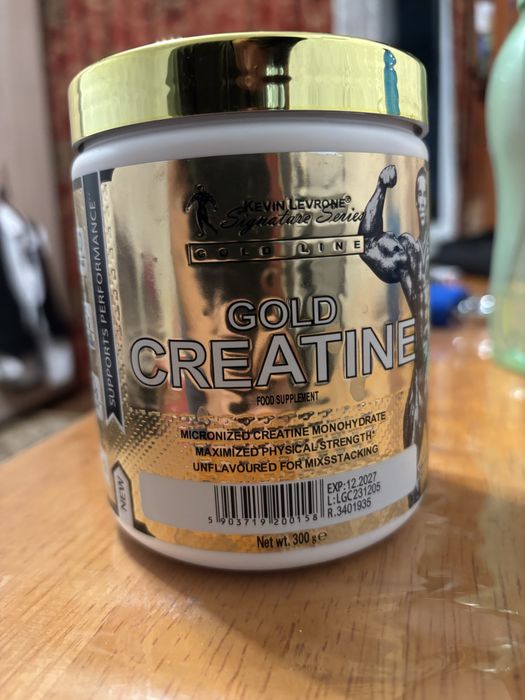 KEVIN LEVRONE®
Signature Series
GOLD LINE
GOLD
CREATINE
FOOD SUPPLEMENT
MICRONIZED CREATINE MONOHYDRATE
MAXIMIZED PHYSICAL STRENGTH*
UNFLAVOURED FOR MIXSSTACKING
SUPPORTS PERFORMANCE
NEW
EXP:12.2027
L:LGC231205
R.3401935
5 903719 200158
Net wt. 300 g ℮